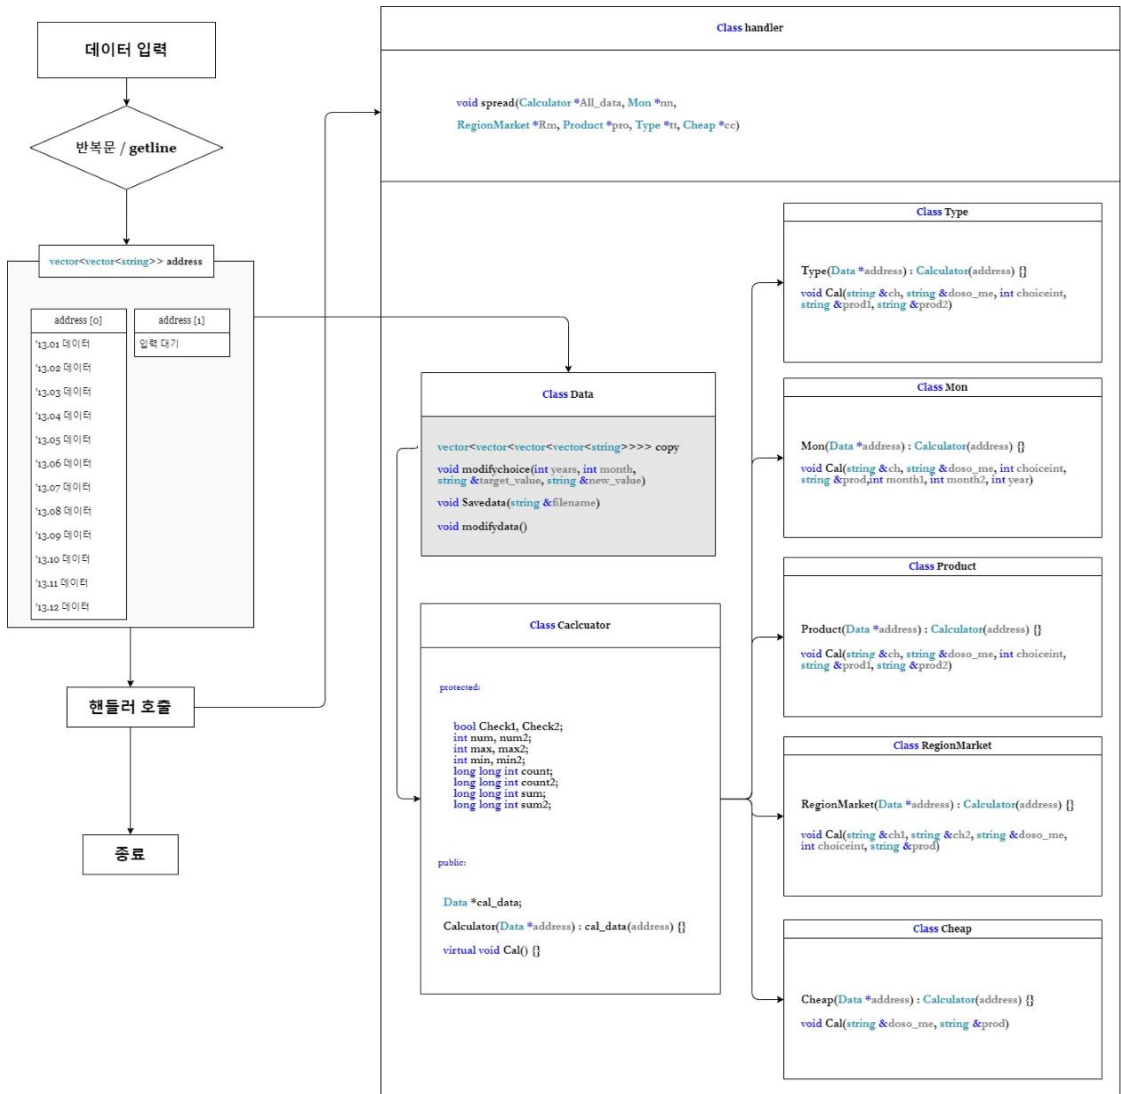 데이터 입력
반복문 / getline
vector<vector<string>> address
address [0]
'13.01 데이터
'13.02 데이터
'13.03 데이터
'13.04 데이터
'13.05 데이터
'13.06 데이터
'13.07 데이터
'13.08 데이터
'13.09 데이터
'13.10 데이터
'13.11 데이터
'13.12 데이터
address [1]
입력 대기
핸들러 호출
종료
Class handler
void spread(Calculator *All_data, Mon *nn,
RegionMarket *Rm, Product *pro, Type *tt, Cheap *cc)
Class Data
vector<vector<vector<vector<string>>>> copy
void modifychoice(int years, int month,
string &target_value, string &new_value)
void Savedata(string &filename)
void modifydata()
Class Caclcuator
protected:
bool Check1, Check2;
int num, num2;
int max, max2;
int min, min2;
long long int count;
long long int count2;
long long int sum;
long long int sum2;
public:
Data *cal_data;
Calculator(Data *address) : cal_data(address) {}
virtual void Cal() {}
Class Type
Type(Data *address) : Calculator(address) {}
void Cal(string &ch, string &doso_me, int choiceint,
string &prod1, string &prod2)
Class Mon
Mon(Data *address) : Calculator(address) {}
void Cal(string &ch, string &doso_me, int choiceint,
string &prod,int month1, int month2, int year)
Class Product
Product(Data *address) : Calculator(address) {}
void Cal(string &ch, string &doso_me, int choiceint,
string &prod1, string &prod2)
Class RegionMarket
RegionMarket(Data *address) : Calculator(address) {}
void Cal(string &ch1, string &ch2, string &doso_me,
int choiceint, string &prod)
Class Cheap
Cheap(Data *address) : Calculator(address) {}
void Cal(string &doso_me, string &prod)